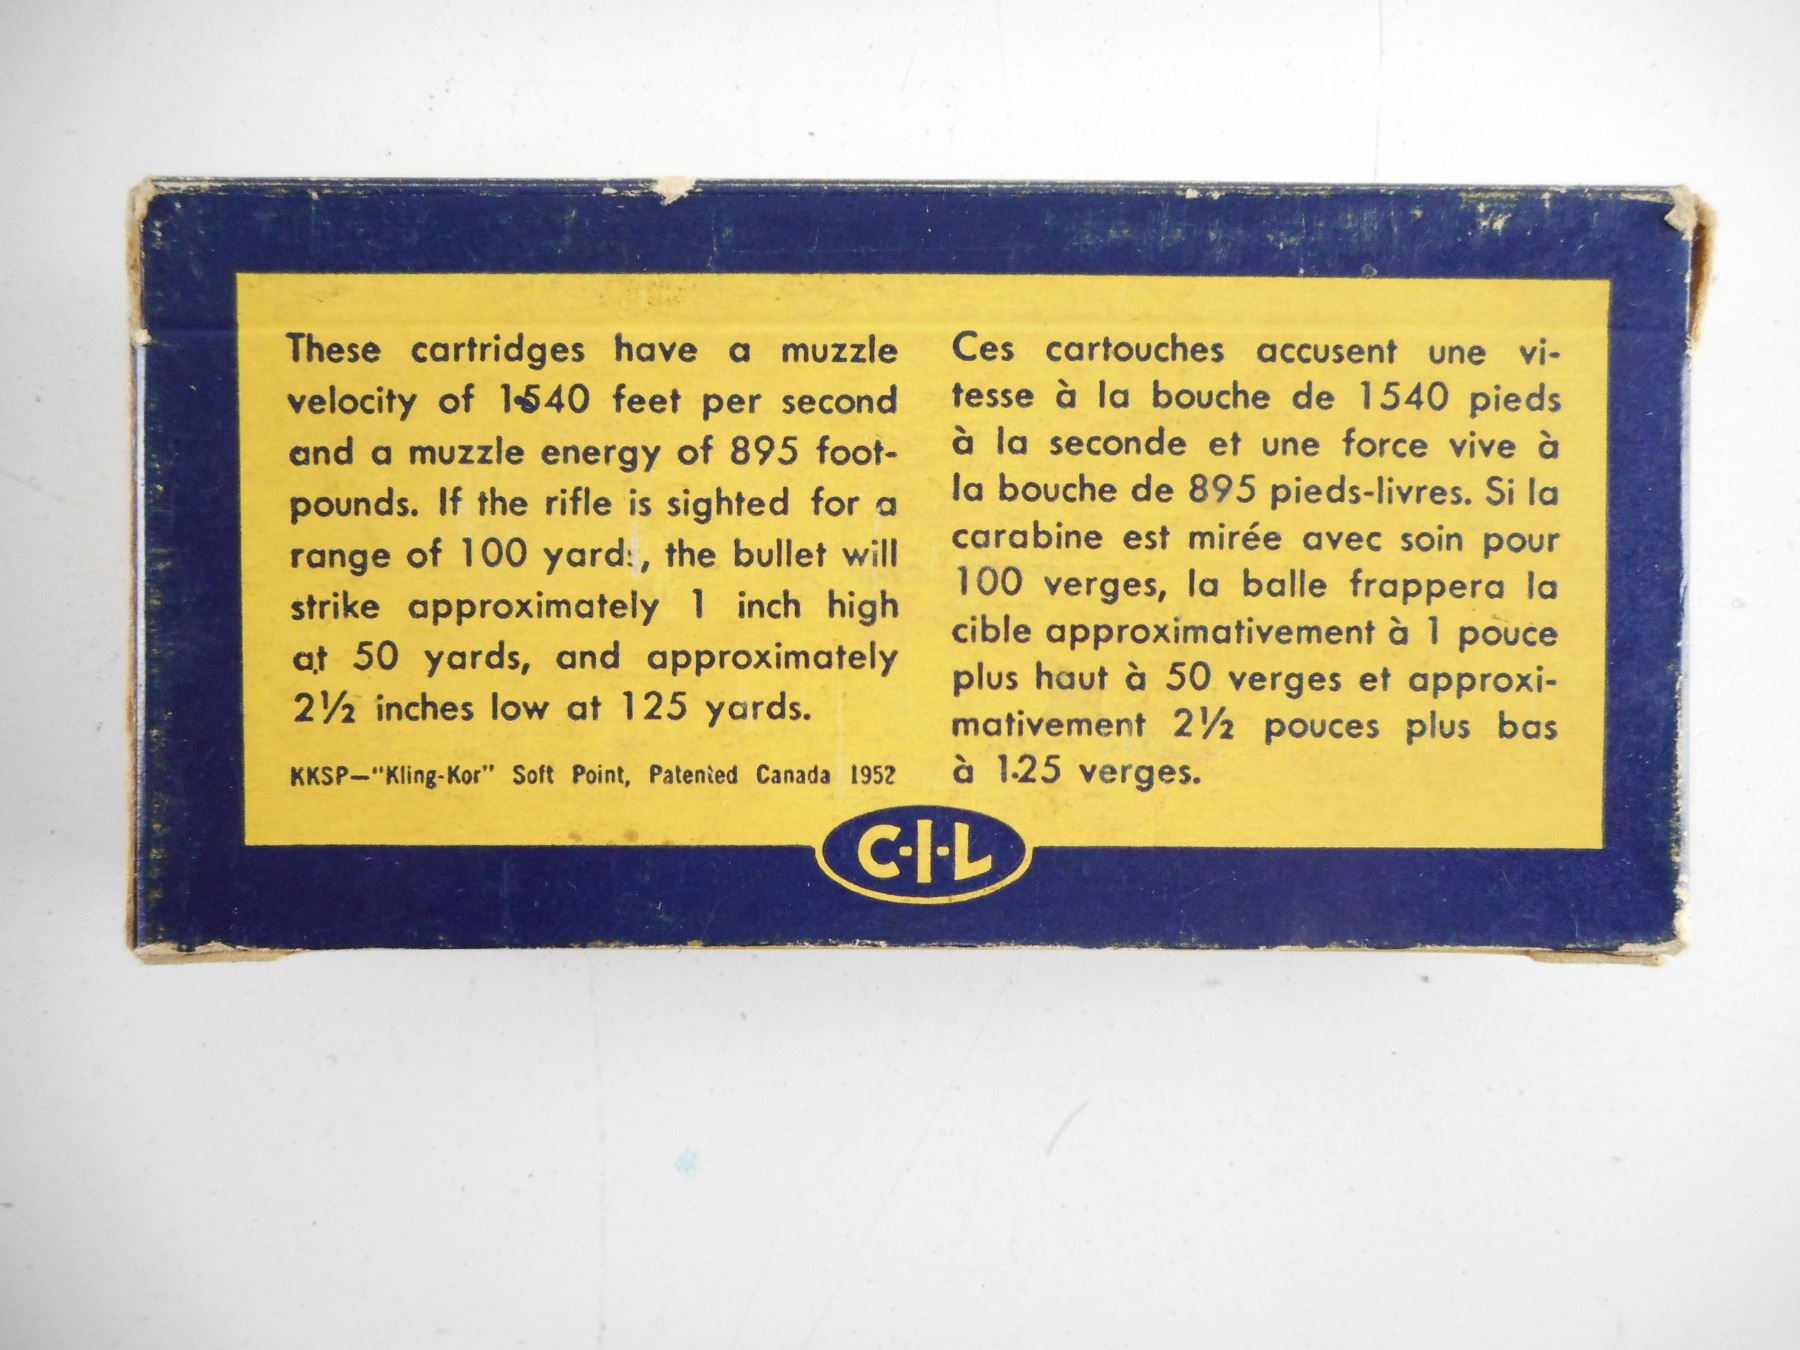 These cartridges have a muzzle
velocity of 1540 feet per second
and a muzzle energy of 895 foot-
pounds. If the rifle is sighted for a
range of 100 yards, the bullet will
strike approximately 1 inch high
at 50 yards, and approximately
2½ inches low at 125 yards.
KKSP—"Kling-Kor" Soft Point, Patented Canada 1952
Ces cartouches accusent une vi-
tesse à la bouche de 1540 pieds
à la seconde et une force vive à
la bouche de 895 pieds-livres. Si la
carabine est mirée avec soin pour
100 verges, la balle frappera la
cible approximativement à 1 pouce
plus haut à 50 verges et approxi-
mativement 2½ pouces plus bas
à 125 verges.
C-I-L